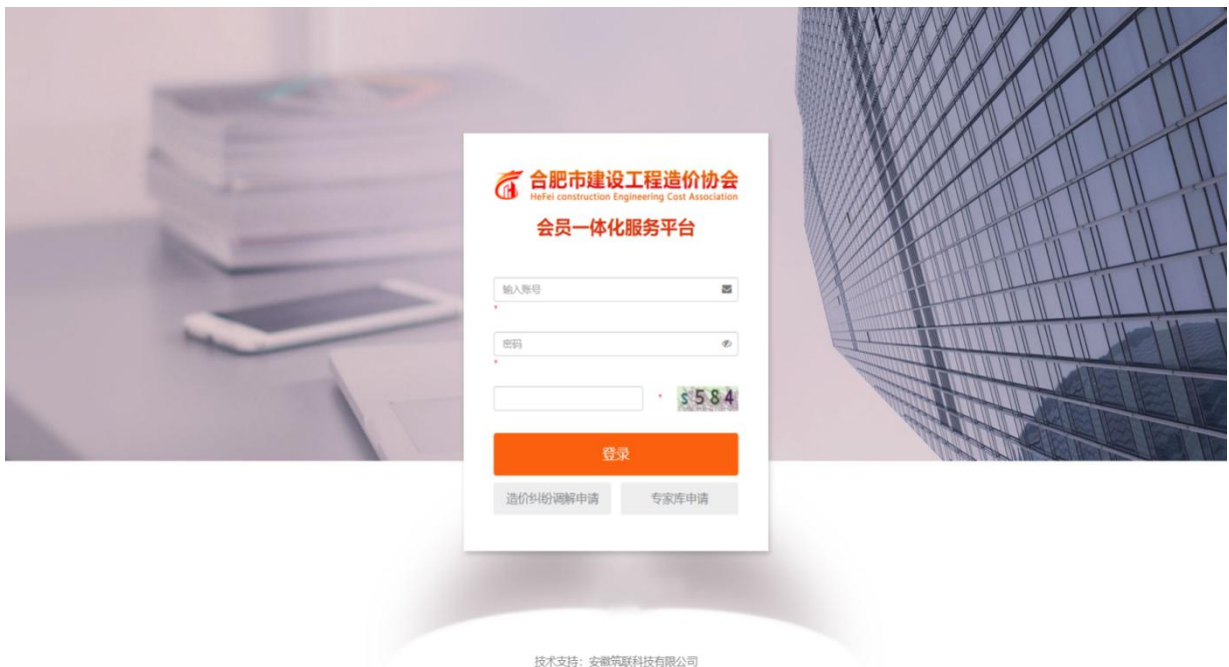 合肥市建设工程造价协会
HeFei construction Engineering Cost Association
会员一体化服务平台
输入账号
*
密码
*
* s584
登录
造价纠纷调解申请 专家库申请
技术支持：安徽筑联科技有限公司